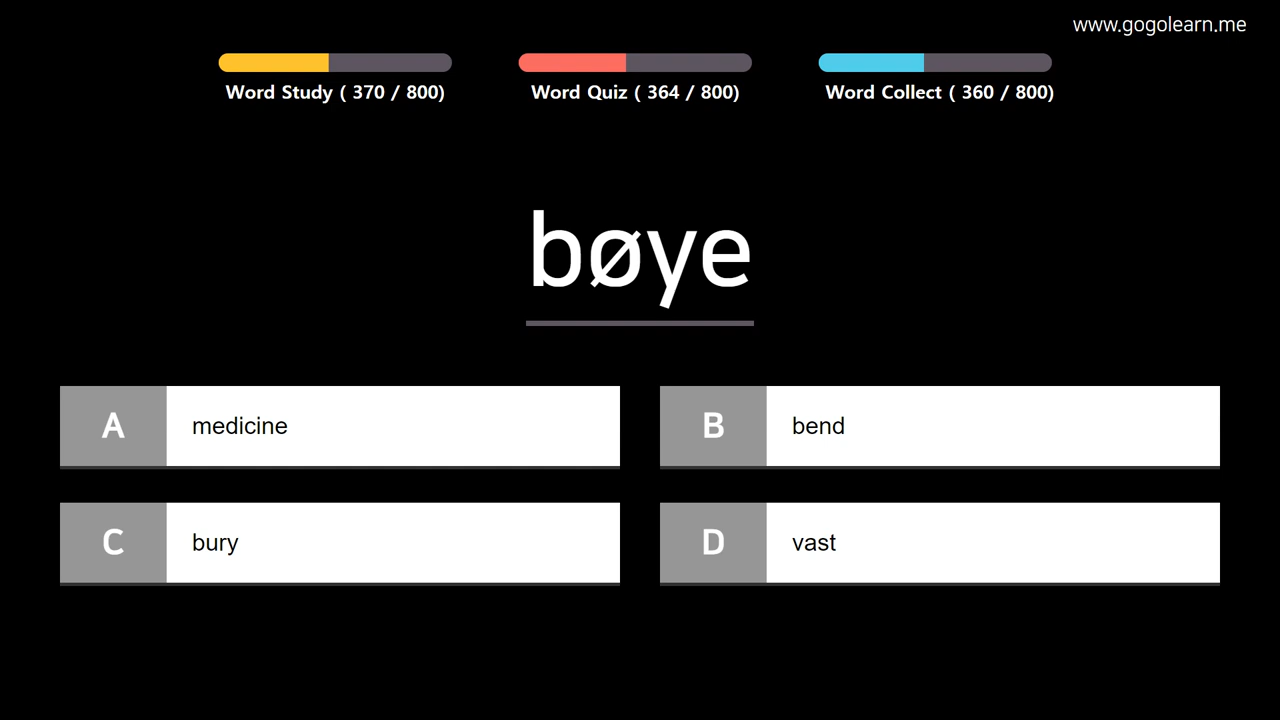 www.gogolearn.me
Word Study ( 370 / 800)
Word Quiz ( 364 / 800)
Word Collect ( 360 / 800)
bøye
A medicine
B bend
C bury
D vast